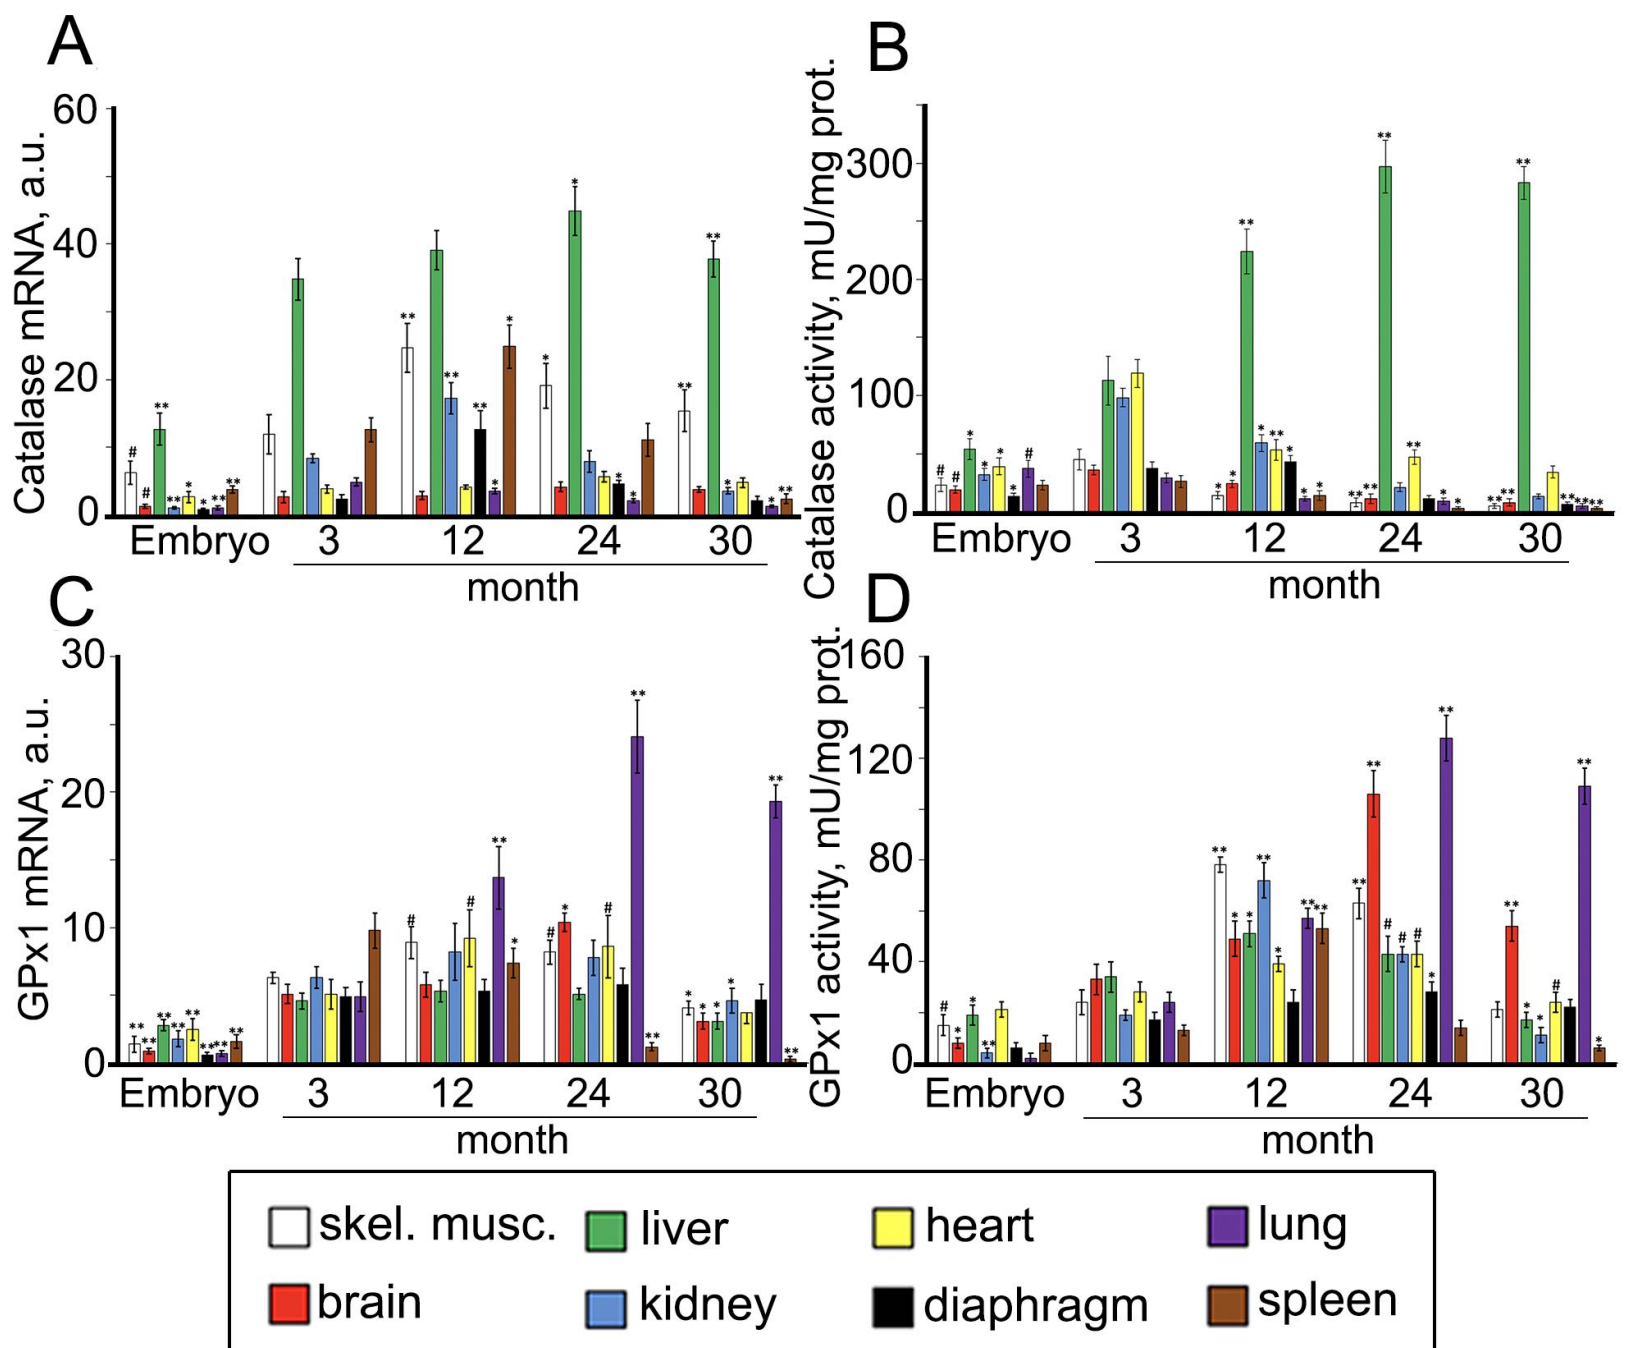 A
Catalase mRNA, a.u.
60
40
20
0
** # # ** ** * * ** ** ** ** ** * * * * * * ** ** * * * **
Embryo 3 12 24 30
month
B
Catalase activity, mU/mg prot.
300
200
100
0
# # * * * * # * * ** * ** * * * ** ** ** ** * * ** ** ** ** ** **
Embryo 3 12 24 30
month
C
GPx1 mRNA, a.u.
30
20
10
0
** ** ** ** ** ** ** ** # # ** * # * # ** ** * * * * ** **
Embryo 3 12 24 30
month
D
GPx1 activity, mU/mg prot.
160
120
80
40
0
# * * ** ** * * ** * ** ** ** ** # # # * ** ** * * # ** *
Embryo 3 12 24 30
month
skel. musc. liver heart lung
brain kidney diaphragm spleen